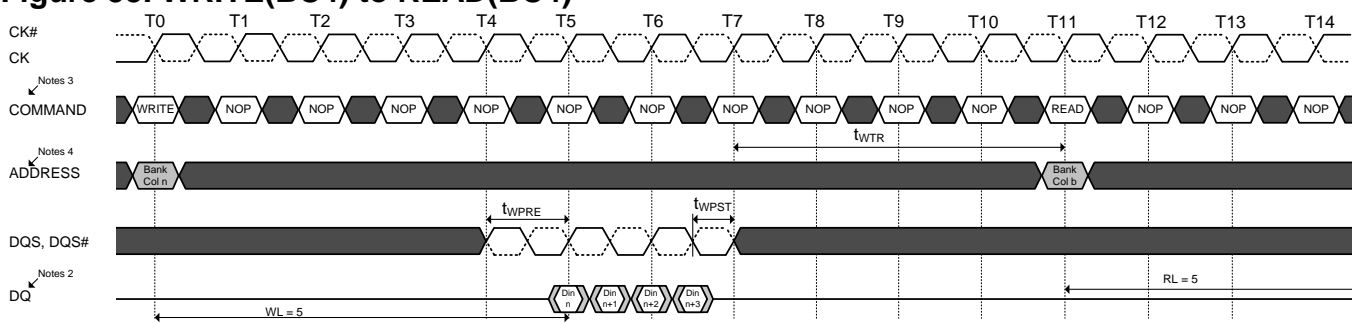 T0 T1 T2 T3 T4 T5 T6 T7 T8 T9 T10 T11 T12 T13 T14
CK#
CK
Notes 3
COMMAND WRITE NOP NOP NOP NOP NOP NOP NOP NOP NOP NOP READ NOP NOP NOP
tWTR
Notes 4
ADDRESS Bank Col n Bank Col b
tWPRE tWPST
DQS, DQS#
Notes 2
DQ Din n Din n+1 Din n+2 Din n+3
RL = 5
WL = 5